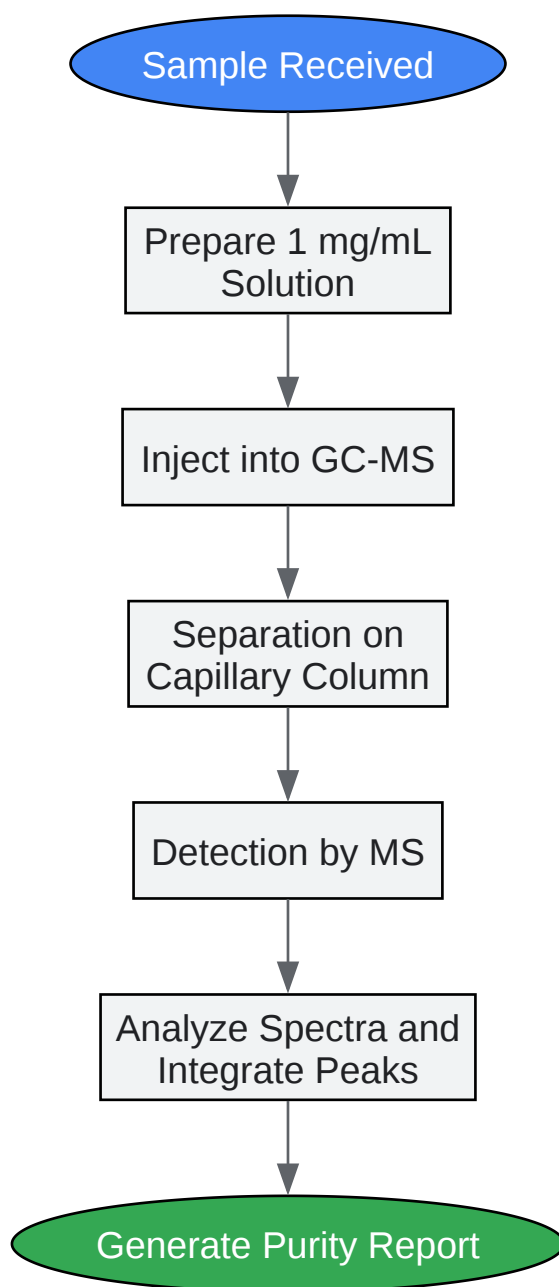 Sample Received
Prepare 1 mg/mL
Solution
Inject into GC-MS
Separation on
Capillary Column
Detection by MS
Analyze Spectra and
Integrate Peaks
Generate Purity Report